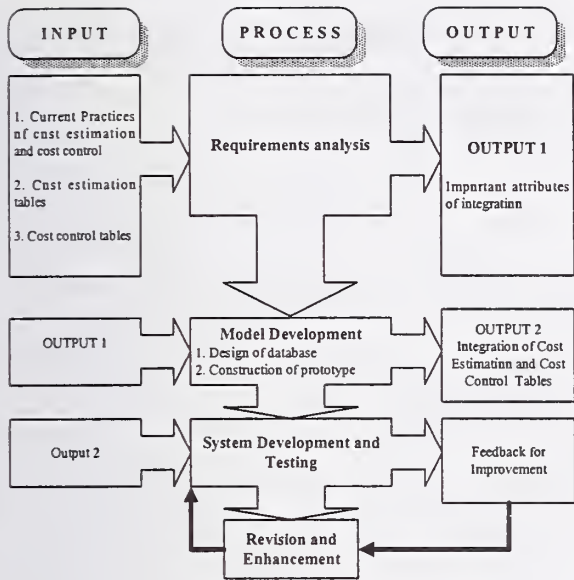 INPUT PROCESS OUTPUT
1. Current Practices
nf cnst estimation
and cost control
2. Cnst estimation
tables
3. Cost control tables
Requirements analysis
OUTPUT 1
Impnrtant attributes
of integratinn
OUTPUT 1
Model Development
1. Design of database
2. Construction of prototype
OUTPUT 2
Integration of Cost
Estimatinn and Cost
Control Tables
Output 2
System Development and
Testing
Feedback for
Improvement
Revision and
Enhancement